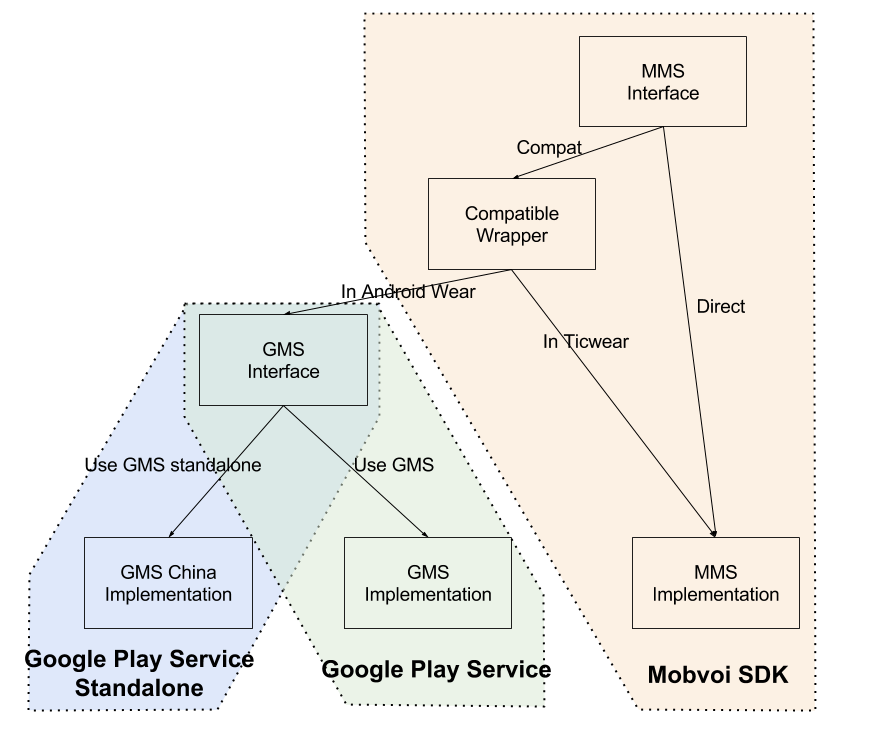 MMS
Interface
Compat
Compatible
Wrapper
In Android Wear
Direct
GMS
Interface
In Ticwear
Use GMS standalone
Use GMS
GMS China
Implementation
GMS
Implementation
MMS
Implementation
Google Play Service
Standalone
Google Play Service
Mobvoi SDK